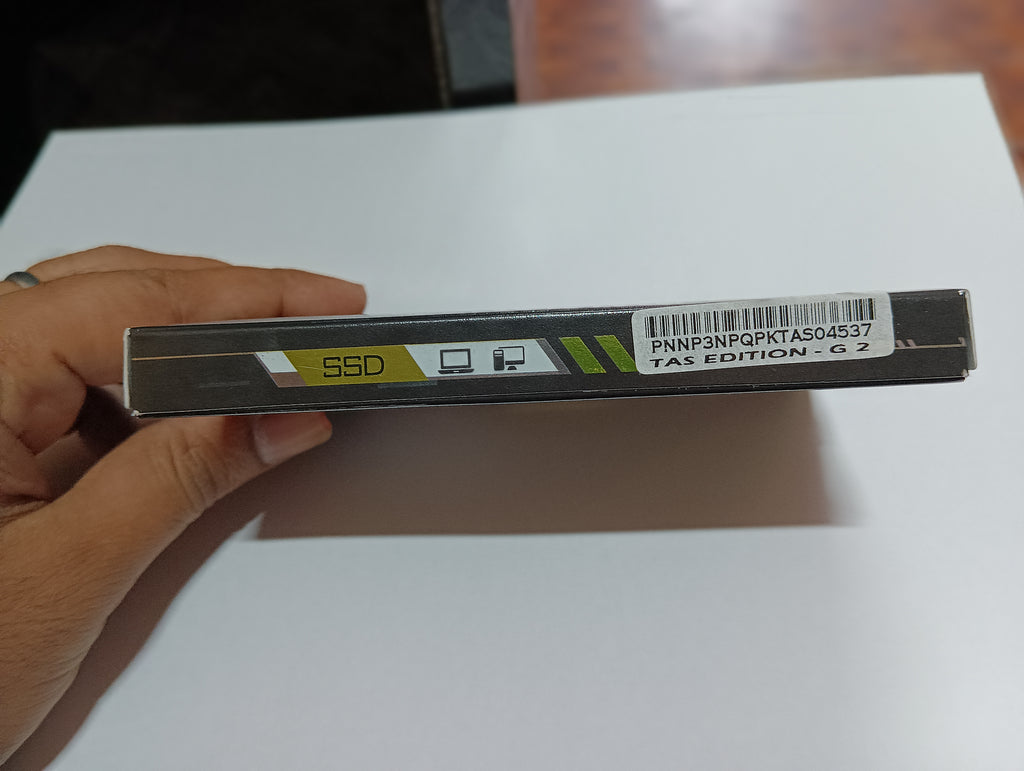 SSD
PNNP3NPQPKTAS04537
TAS EDITION - G 2